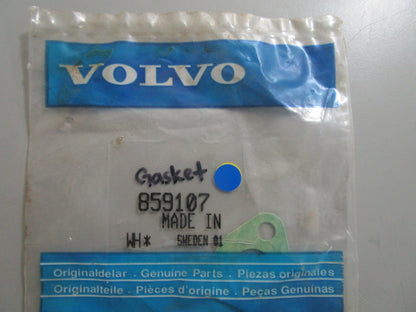 VOLVO
Gasket
859107
MADE IN
WH* SWEDEN 01
Originaldelar . Genuine Parts . Piezas originales
Originalteile . Pièces d'origine . Peças Genuinas